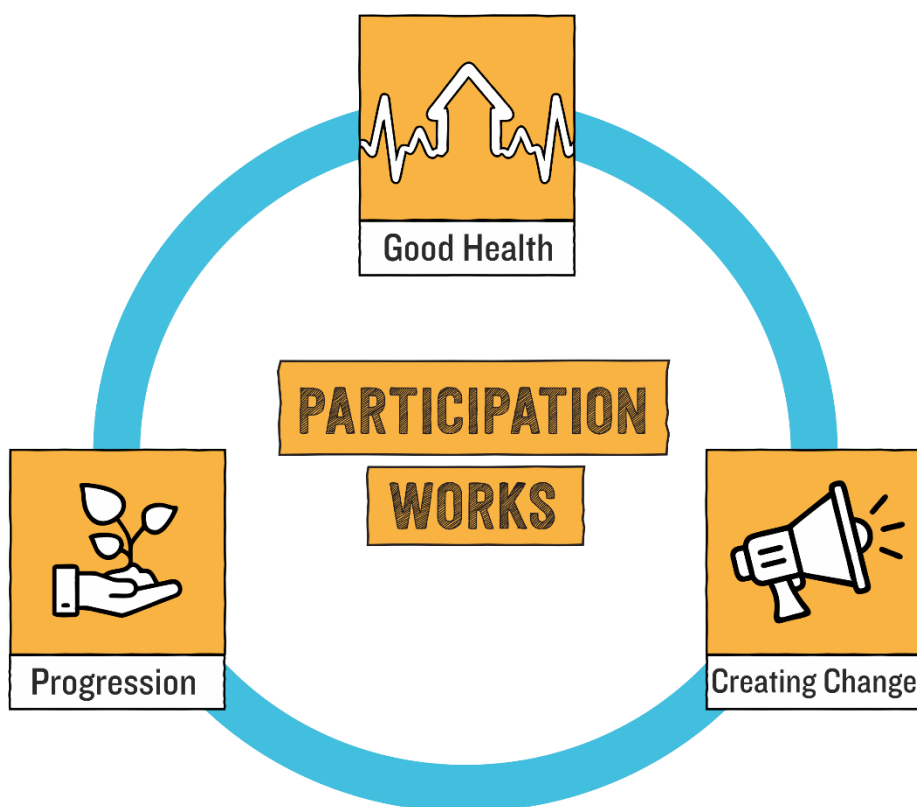 Good Health
PARTICIPATION
WORKS
Progression
Creating Change